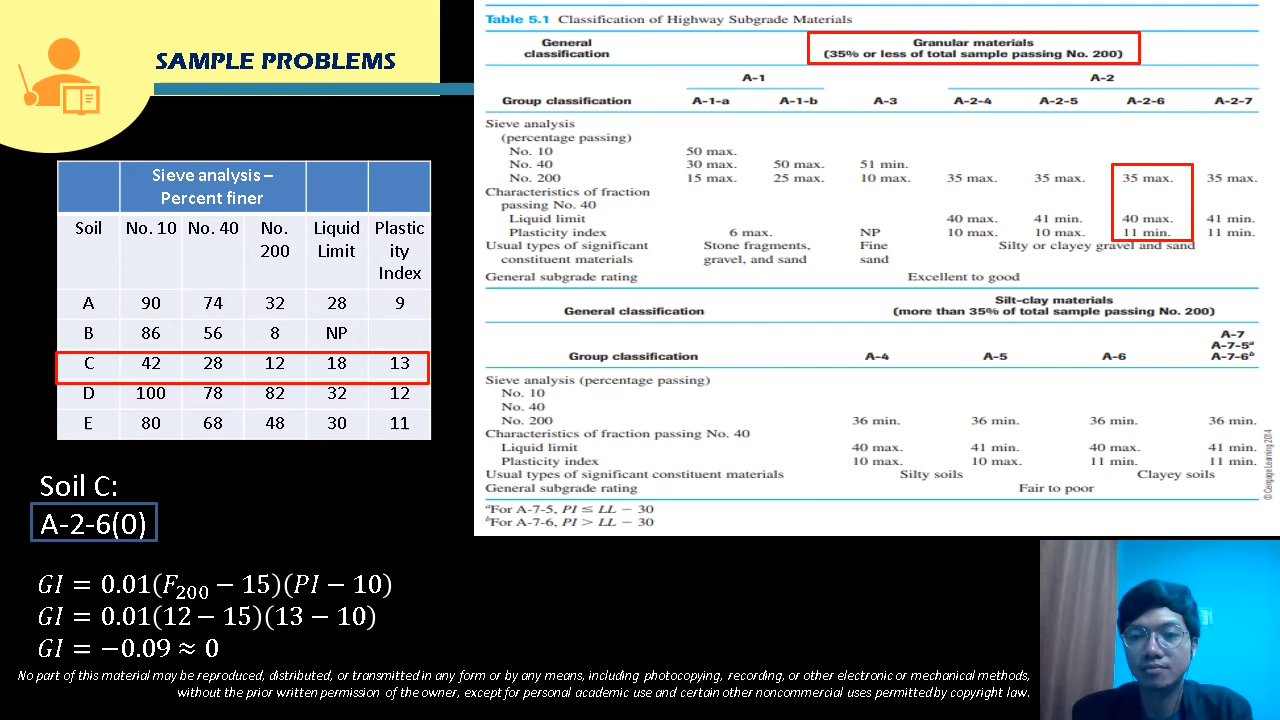 SAMPLE PROBLEMS
Sieve analysis –
Percent finer
Soil No. 10 No. 40 No. 200 Liquid Limit Plastic ity Index
A 90 74 32 28 9
B 86 56 8 NP
C 42 28 12 18 13
D 100 78 82 32 12
E 80 68 48 30 11
Soil C:
A-2-6(0)
GI = 0.01(F₂₀₀ − 15)(PI − 10)
GI = 0.01(12 − 15)(13 − 10)
GI = −0.09 ≈ 0
Table 5.1 Classification of Highway Subgrade Materials
General classification
Granular materials
(35% or less of total sample passing No. 200)
A-1 A-2
Group classification A-1-a A-1-b A-3 A-2-4 A-2-5 A-2-6 A-2-7
Sieve analysis
(percentage passing)
No. 10 50 max.
No. 40 30 max. 50 max. 51 min.
No. 200 15 max. 25 max. 10 max. 35 max. 35 max. 35 max. 35 max.
Characteristics of fraction
passing No. 40
Liquid limit 40 max. 41 min. 40 max. 41 min.
Plasticity index 6 max. NP 10 max. 10 max. 11 min. 11 min.
Usual types of significant Stone fragments, Fine Silty or clayey gravel and sand
constituent materials gravel, and sand sand
General subgrade rating Excellent to good
General classification
Silt-clay materials
(more than 35% of total sample passing No. 200)
A-7
A-7-5ᵃ
Group classification A-4 A-5 A-6 A-7-6ᵇ
Sieve analysis (percentage passing)
No. 10
No. 40
No. 200 36 min. 36 min. 36 min. 36 min.
Characteristics of fraction passing No. 40
Liquid limit 40 max. 41 min. 40 max. 41 min.
Plasticity index 10 max. 10 max. 11 min. 11 min.
Usual types of significant constituent materials Silty soils Clayey soils
General subgrade rating Fair to poor
ᵃFor A-7-5, PI ≤ LL − 30
ᵇFor A-7-6, PI > LL − 30
© Cengage Learning 2014
No part of this material may be reproduced, distributed, or transmitted in any form or by any means, including photocopying, recording, or other electronic or mechanical methods,
without the prior written permission of the owner, except for personal academic use and certain other noncommercial uses permitted by copyright law.